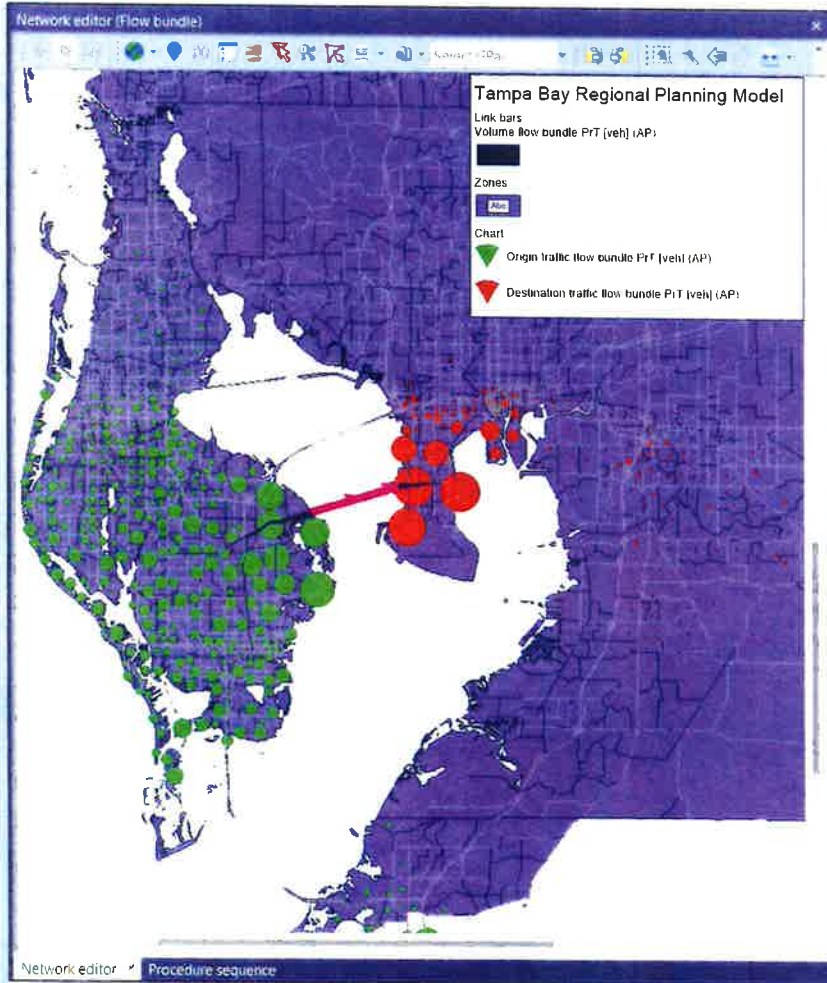 Network editor (Flow bundle)
Tampa Bay Regional Planning Model
Link bars
Volume flow bundle PrT [veh] (AP)
Zones
Abc
Chart
Origin traffic flow bundle PrT [veh] (AP)
Destination traffic flow bundle PrT [veh] (AP)
Network editor
Procedure sequence